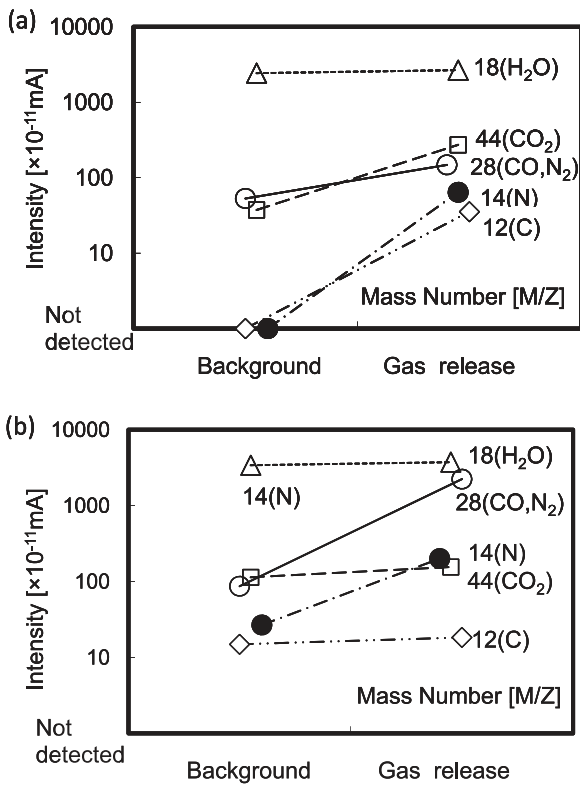 (a)
10000
1000
100
10
Not
detected
Intensity [×10⁻¹¹mA]
18(H₂O)
44(CO₂)
28(CO,N₂)
14(N)
12(C)
Mass Number [M/Z]
Background Gas release
(b)
10000
1000
100
10
Not
detected
Intensity [×10⁻¹¹mA]
18(H₂O)
14(N)
28(CO,N₂)
14(N)
44(CO₂)
12(C)
Mass Number [M/Z]
Background Gas release